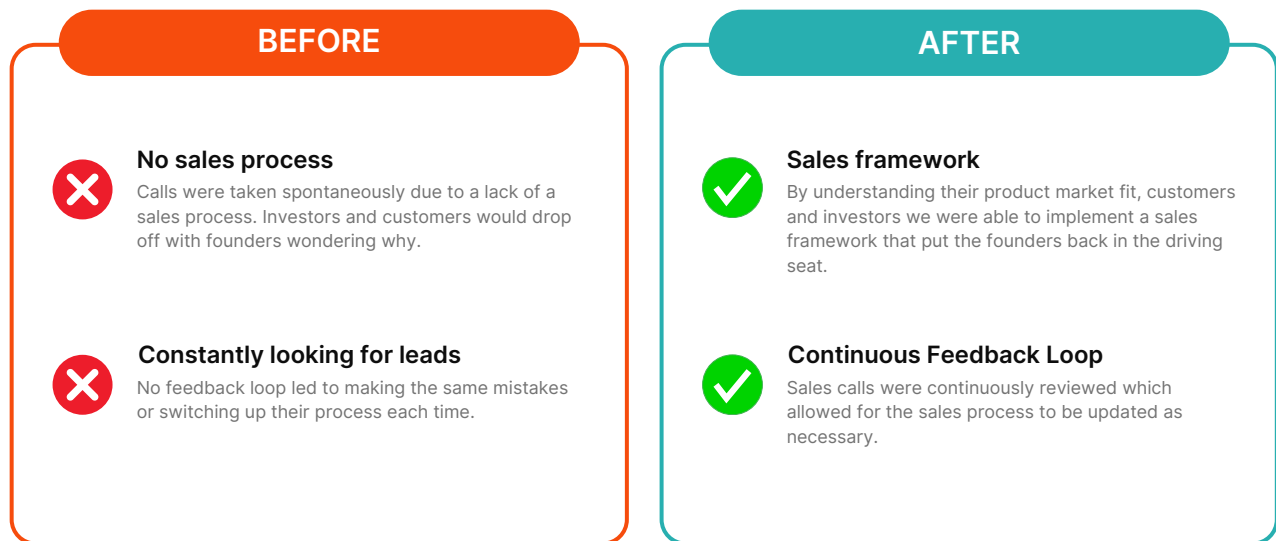 BEFORE
No sales process
Calls were taken spontaneously due to a lack of a
sales process. Investors and customers would drop
off with founders wondering why.
Constantly looking for leads
No feedback loop led to making the same mistakes
or switching up their process each time.
AFTER
Sales framework
By understanding their product market fit, customers
and investors we were able to implement a sales
framework that put the founders back in the driving
seat.
Continuous Feedback Loop
Sales calls were continuously reviewed which
allowed for the sales process to be updated as
necessary.